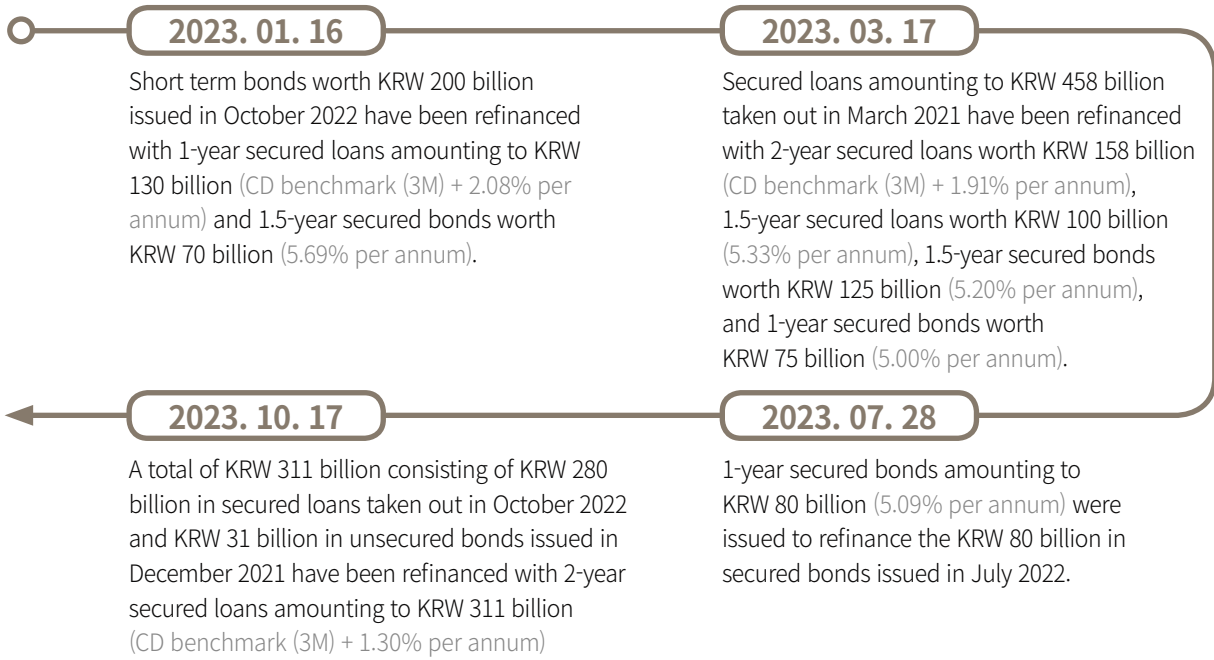 2023. 01. 16
Short term bonds worth KRW 200 billion
issued in October 2022 have been refinanced
with 1-year secured loans amounting to KRW
130 billion (CD benchmark (3M) + 2.08% per
annum) and 1.5-year secured bonds worth
KRW 70 billion (5.69% per annum).
2023. 03. 17
Secured loans amounting to KRW 458 billion
taken out in March 2021 have been refinanced
with 2-year secured loans worth KRW 158 billion
(CD benchmark (3M) + 1.91% per annum),
1.5-year secured loans worth KRW 100 billion
(5.33% per annum), 1.5-year secured bonds
worth KRW 125 billion (5.20% per annum),
and 1-year secured bonds worth
KRW 75 billion (5.00% per annum).
2023. 07. 28
1-year secured bonds amounting to
KRW 80 billion (5.09% per annum) were
issued to refinance the KRW 80 billion in
secured bonds issued in July 2022.
2023. 10. 17
A total of KRW 311 billion consisting of KRW 280
billion in secured loans taken out in October 2022
and KRW 31 billion in unsecured bonds issued in
December 2021 have been refinanced with 2-year
secured loans amounting to KRW 311 billion
(CD benchmark (3M) + 1.30% per annum)